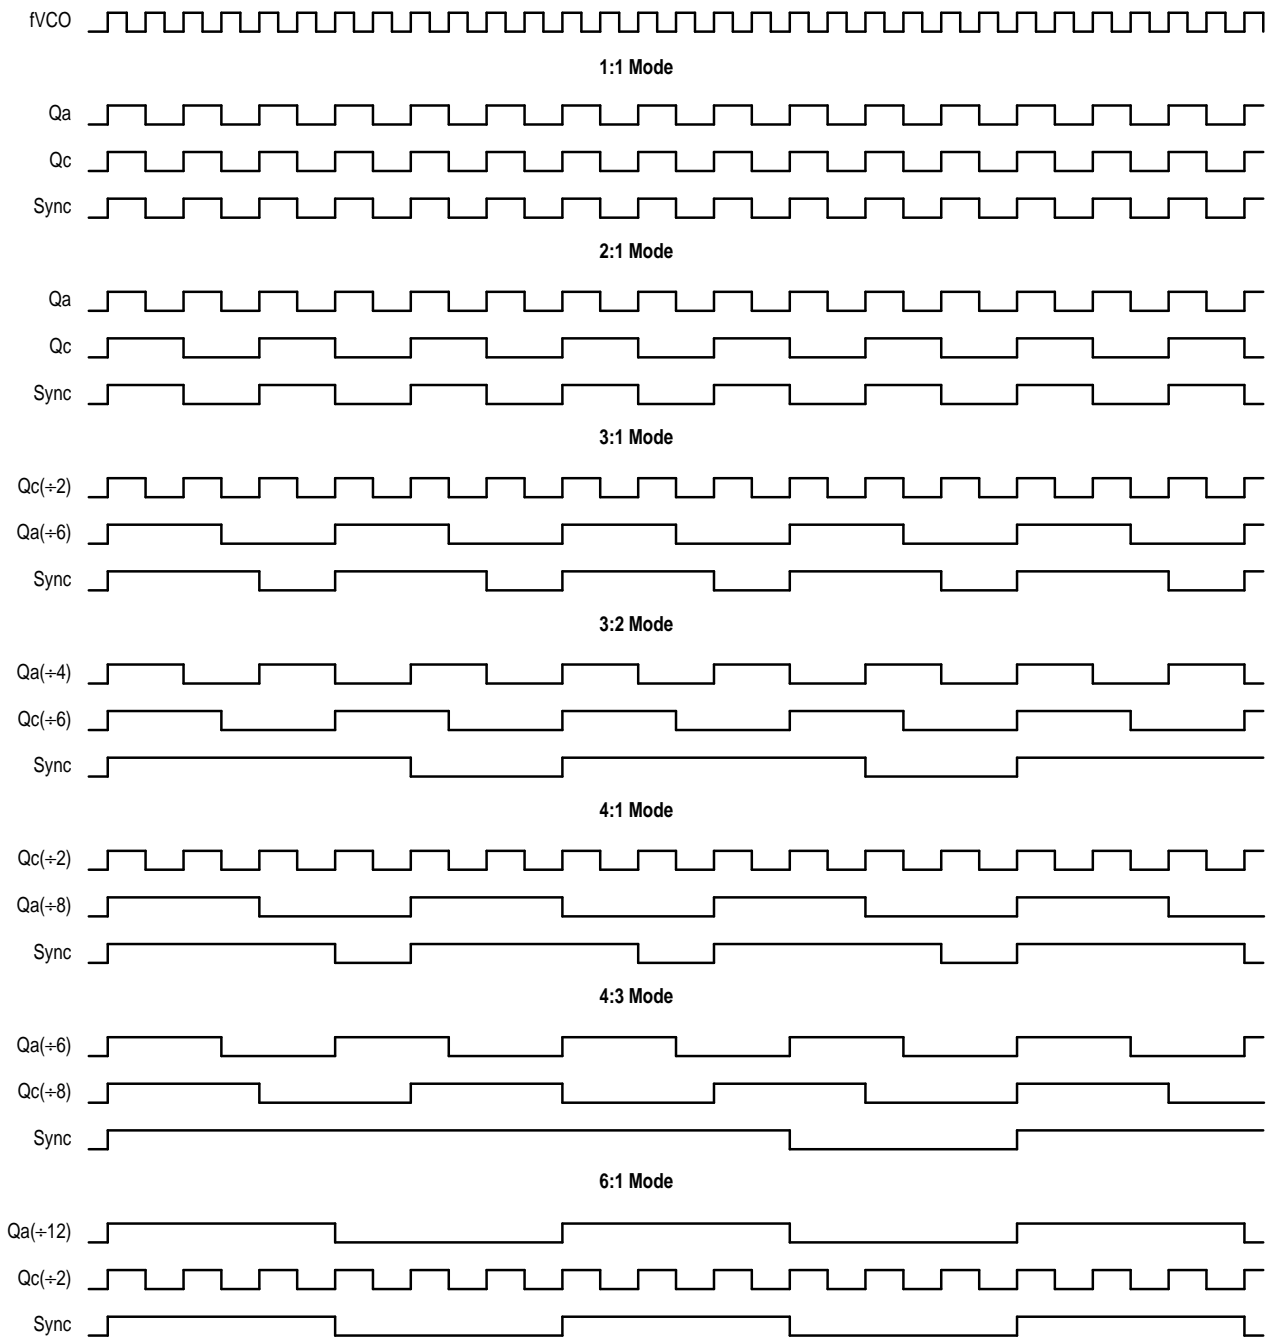 fVCO
1:1 Mode
Qa
Qc
Sync
2:1 Mode
Qa
Qc
Sync
3:1 Mode
Qc(÷2)
Qa(÷6)
Sync
3:2 Mode
Qa(÷4)
Qc(÷6)
Sync
4:1 Mode
Qc(÷2)
Qa(÷8)
Sync
4:3 Mode
Qa(÷6)
Qc(÷8)
Sync
6:1 Mode
Qa(÷12)
Qc(÷2)
Sync